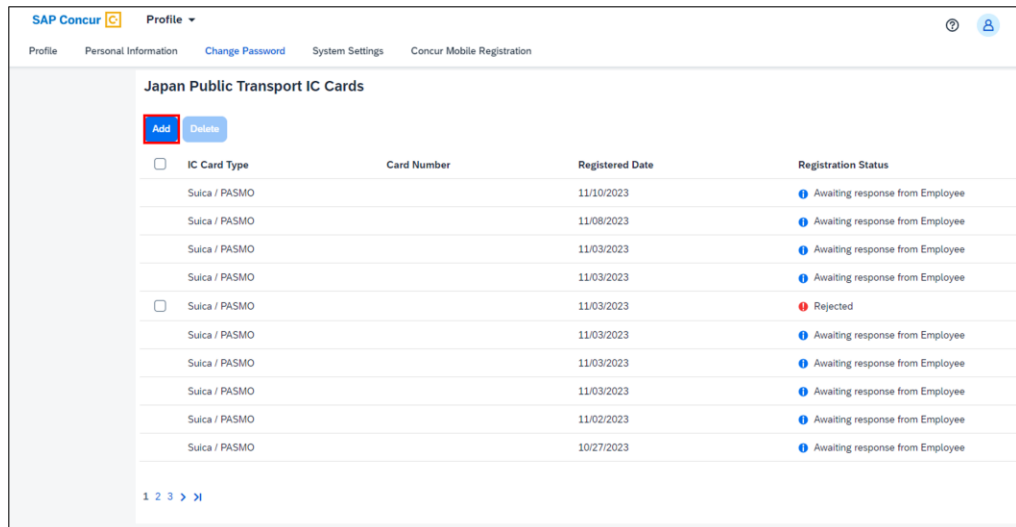 SAP Concur C Profile
Profile Personal Information Change Password System Settings Concur Mobile Registration
Japan Public Transport IC Cards
Add Delete
IC Card Type Card Number Registered Date Registration Status
Suica / PASMO 11/10/2023 Awaiting response from Employee
Suica / PASMO 11/08/2023 Awaiting response from Employee
Suica / PASMO 11/03/2023 Awaiting response from Employee
Suica / PASMO 11/03/2023 Awaiting response from Employee
Suica / PASMO 11/03/2023 Rejected
Suica / PASMO 11/03/2023 Awaiting response from Employee
Suica / PASMO 11/03/2023 Awaiting response from Employee
Suica / PASMO 11/03/2023 Awaiting response from Employee
Suica / PASMO 11/02/2023 Awaiting response from Employee
Suica / PASMO 10/27/2023 Awaiting response from Employee
1 2 3